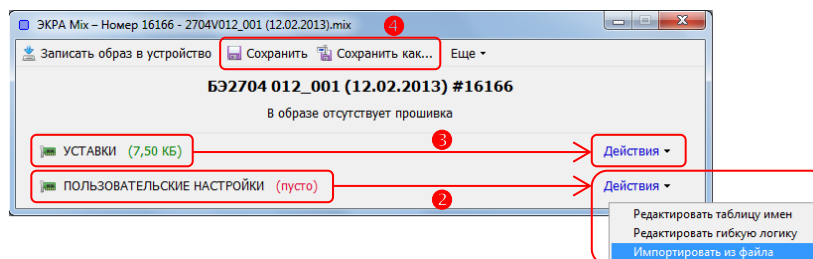 ЭКРА Mix – Номер 16166 - 2704V012_001 (12.02.2013).mix
4
Записать образ в устройство Сохранить Сохранить как... Еще
БЭ2704 012_001 (12.02.2013) #16166
В образе отсутствует прошивка
3
УСТАВКИ (7,50 КБ) Действия
ПОЛЬЗОВАТЕЛЬСКИЕ НАСТРОЙКИ (пусто) Действия
2
Редактировать таблицу имен
Редактировать гибкую логику
Импортировать из файла